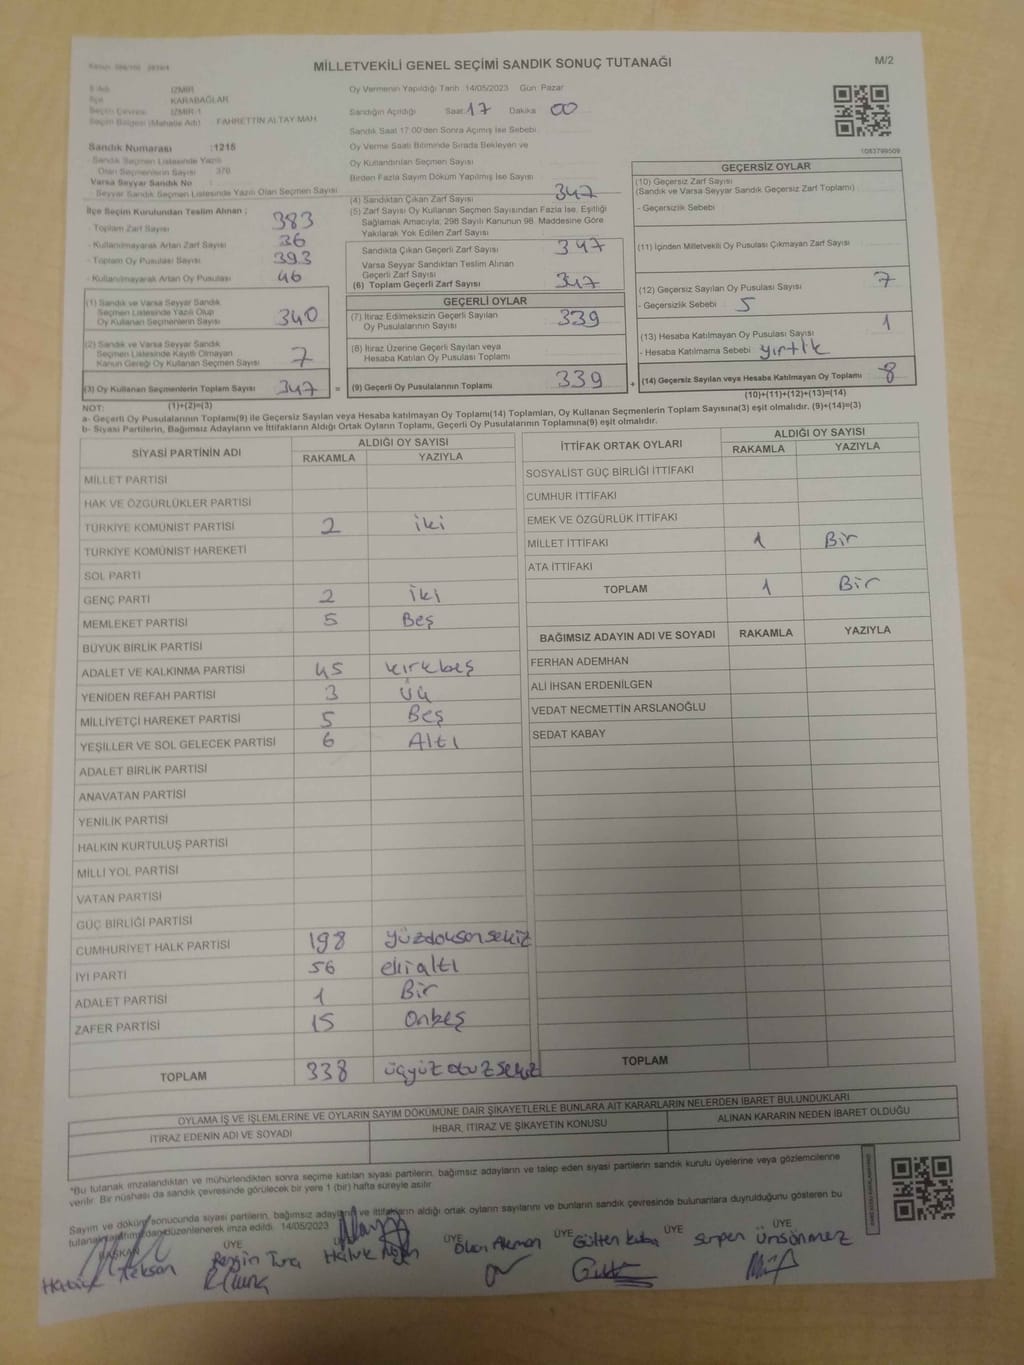 MİLLETVEKİLİ GENEL SEÇİMİ SANDIK SONUÇ TUTANAĞI
M/2
İZMİR
İlçe KARABAĞLAR
Seçim Çevresi İZMİR-1
Seçim Bölgesi (Mahalle Adı) FAHRETTİN ALTAY MAH.
Sandık Numarası :1215
Sandık Seçmen Listesinde Yazılı
Olan Seçmen Sayısı 370
Varsa Seyyar Sandık No
Seyyar Sandık Seçmen Listesinde Yazılı Olan Seçmen Sayısı
İlçe Seçim Kurulundan Teslim Alınan ;
- Toplam Zarf Sayısı 383
- Kullanılmayarak Artan Zarf Sayısı 36
- Toplam Oy Pusulası Sayısı 393
- Kullanılmayarak Artan Oy Pusulası 46
(1) Sandık ve Varsa Seyyar Sandık
Seçmen Listesinde Yazılı Olup
Oy Kullanan Seçmenlerin Sayısı 340
(2) Sandık ve Varsa Seyyar Sandık
Seçmen Listesinde Kayıtlı Olmayan
Kanun Gereği Oy Kullanan Seçmen Sayısı 7
(3) Oy Kullanan Seçmenlerin Toplam Sayısı 347
(1)+(2)=(3)
Oy Vermenin Yapıldığı Tarih 14/05/2023 Gün Pazar
Sandığın Açıldığı Saat 17 Dakika 00
Sandık Saat 17:00'den Sonra Açılmış İse Sebebi
Oy Verme Saati Bitiminde Sırada Bekleyen ve
Oy Kullandırılan Seçmen Sayısı
Birden Fazla Sayım Döküm Yapılmış İse Sayısı
(4) Sandıktan Çıkan Zarf Sayısı 347
(5) Zarf Sayısı Oy Kullanan Seçmen Sayısından Fazla İse, Eşitliği
Sağlamak Amacıyla, 298 Sayılı Kanunun 98. Maddesine Göre
Yakılarak Yok Edilen Zarf Sayısı
Sandıkta Çıkan Geçerli Zarf Sayısı 347
Varsa Seyyar Sandıktan Teslim Alınan
Geçerli Zarf Sayısı
(6) Toplam Geçerli Zarf Sayısı 347
GEÇERLİ OYLAR
(7) İtiraz Edilmeksizin Geçerli Sayılan
Oy Pusulalarının Sayısı 339
(8) İtiraz Üzerine Geçerli Sayılan veya
Hesaba Katılan Oy Pusulası Toplamı
= (9) Geçerli Oy Pusulalarının Toplamı 339 +
1083799509
GEÇERSİZ OYLAR
(10) Geçersiz Zarf Sayısı
(Sandık ve Varsa Seyyar Sandık Geçersiz Zarf Toplamı)
- Geçersizlik Sebebi
(11) İçinden Milletvekili Oy Pusulası Çıkmayan Zarf Sayısı
(12) Geçersiz Sayılan Oy Pusulası Sayısı 7
- Geçersizlik Sebebi 5
(13) Hesaba Katılmayan Oy Pusulası Sayısı 1
- Hesaba Katılmama Sebebi yırtık
(14) Geçersiz Sayılan veya Hesaba Katılmayan Oy Toplamı 8
(10)+(11)+(12)+(13)=(14)
NOT:
a- Geçerli Oy Pusulalarının Toplamı(9) ile Geçersiz Sayılan veya Hesaba katılmayan Oy Toplamı(14) Toplamları, Oy Kullanan Seçmenlerin Toplam Sayısına(3) eşit olmalıdır. (9)+(14)=(3)
b- Siyasi Partilerin, Bağımsız Adayların ve İttifakların Aldığı Ortak Oyların Toplamı, Geçerli Oy Pusulalarının Toplamına(9) eşit olmalıdır.
SİYASİ PARTİNİN ADI ALDIĞI OY SAYISI
RAKAMLA YAZIYLA
MİLLET PARTİSİ
HAK VE ÖZGÜRLÜKLER PARTİSİ
TÜRKİYE KOMÜNİST PARTİSİ 2 iki
TÜRKİYE KOMÜNİST HAREKETİ
SOL PARTİ
GENÇ PARTİ 2 iki
MEMLEKET PARTİSİ 5 Beş
BÜYÜK BİRLİK PARTİSİ
ADALET VE KALKINMA PARTİSİ 45 kırkbeş
YENİDEN REFAH PARTİSİ 3 üç
MİLLİYETÇİ HAREKET PARTİSİ 5 Beş
YEŞİLLER VE SOL GELECEK PARTİSİ 6 Altı
ADALET BİRLİK PARTİSİ
ANAVATAN PARTİSİ
YENİLİK PARTİSİ
HALKIN KURTULUŞ PARTİSİ
MİLLİ YOL PARTİSİ
VATAN PARTİSİ
GÜÇ BİRLİĞİ PARTİSİ
CUMHURİYET HALK PARTİSİ 198 yüzdoksansekiz
İYİ PARTİ 56 elli altı
ADALET PARTİSİ 1 Bir
ZAFER PARTİSİ 15 Onbeş
TOPLAM 338 üçyüz otuz sekiz
İTTİFAK ORTAK OYLARI ALDIĞI OY SAYISI
RAKAMLA YAZIYLA
SOSYALİST GÜÇ BİRLİĞİ İTTİFAKI
CUMHUR İTTİFAKI
EMEK VE ÖZGÜRLÜK İTTİFAKI
MİLLET İTTİFAKI 1 Bir
ATA İTTİFAKI
TOPLAM 1 Bir
BAĞIMSIZ ADAYIN ADI VE SOYADI RAKAMLA YAZIYLA
FERHAN ADEMHAN
ALİ İHSAN ERDENİLGEN
VEDAT NECMETTİN ARSLANOĞLU
SEDAT KABAY
TOPLAM
OYLAMA İŞ VE İŞLEMLERİNE VE OYLARIN SAYIM DÖKÜMÜNE DAİR ŞİKAYETLERLE BUNLARA AİT KARARLARIN NELERDEN İBARET BULUNDUKLARI
İTİRAZ EDENİN ADI VE SOYADI İHBAR, İTİRAZ VE ŞİKAYETİN KONUSU ALINAN KARARIN NEDEN İBARET OLDUĞU
*Bu tutanak imzalandıktan ve mühürlendikten sonra seçime katılan siyasi partilerin, bağımsız adayların ve talep eden siyasi partilerin sandık kurulu üyelerine veya gözlemcilerine
verilir. Bir nüshası da sandık çevresinde görülecek bir yere 1 (bir) hafta süreyle asılır.
Sayım ve döküm sonucunda siyasi partilerin, bağımsız adayların ve ittifakların aldığı ortak oyların sayılarını ve bunların sandık çevresinde bulunanlara duyrulduğunu gösteren bu
tutanak tarafımızdan düzenlenerek imza edildi. 14/05/2023
BAŞKAN ÜYE ÜYE ÜYE ÜYE ÜYE
Gülten